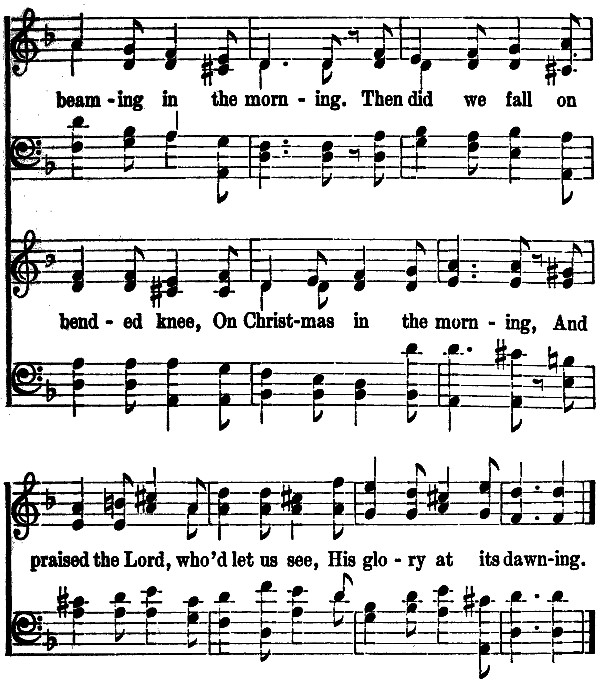 beam - ing in the morn - ing. Then did we fall on
bend - ed knee, On Christ-mas in the morn - ing, And
praised the Lord, who'd let us see, His glo - ry at its dawn-ing.